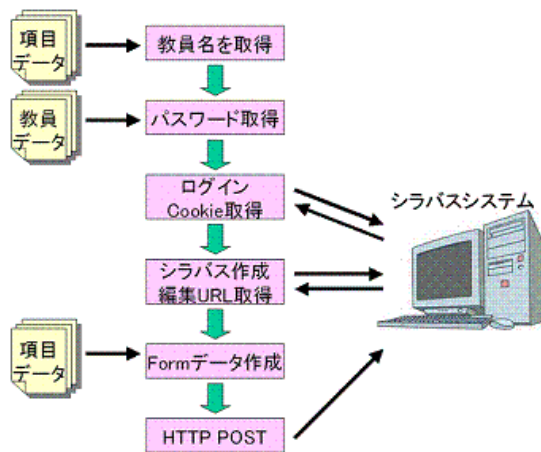 項目
データ
教員名を取得
教員
データ
パスワード取得
ログイン
Cookie取得
シラバスシステム
シラバス作成
編集URL取得
項目
データ
Formデータ作成
HTTP POST